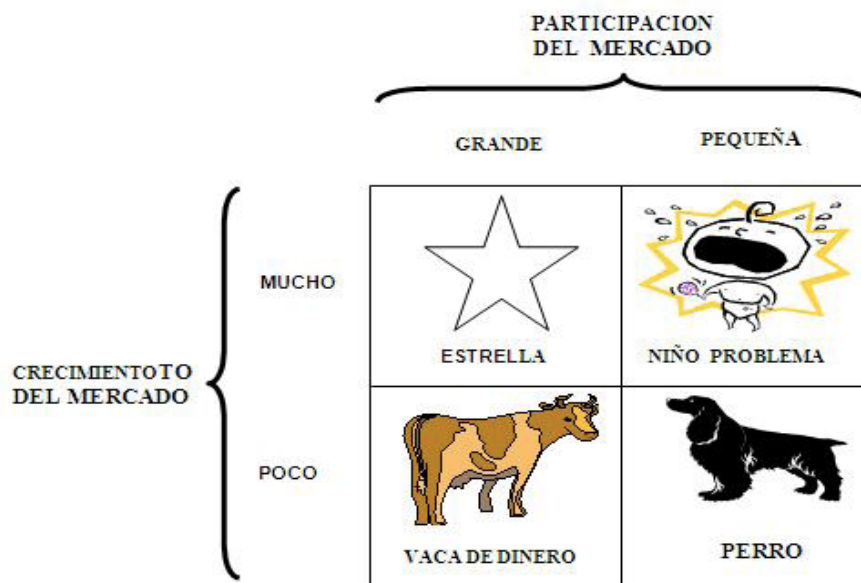 PARTICIPACION
DEL MERCADO
GRANDE
PEQUEÑA
MUCHO
ESTRELLA
NIÑO PROBLEMA
CRECIMIENTOTO
DEL MERCADO
POCO
VACA DE DINERO
PERRO